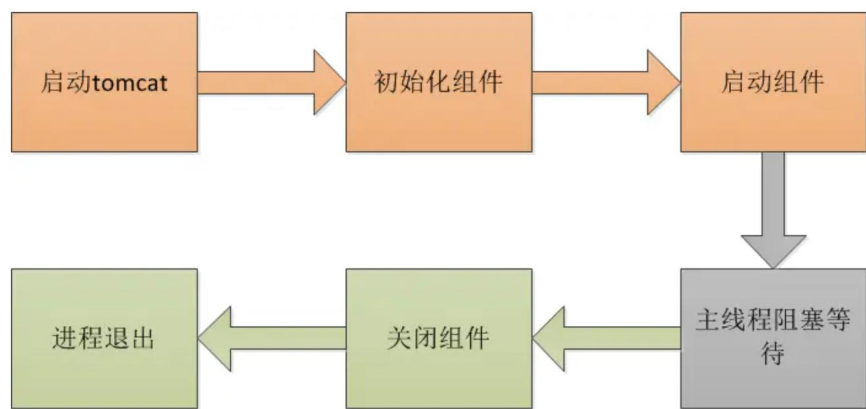 启动tomcat
初始化组件
启动组件
主线程阻塞等
待
关闭组件
进程退出